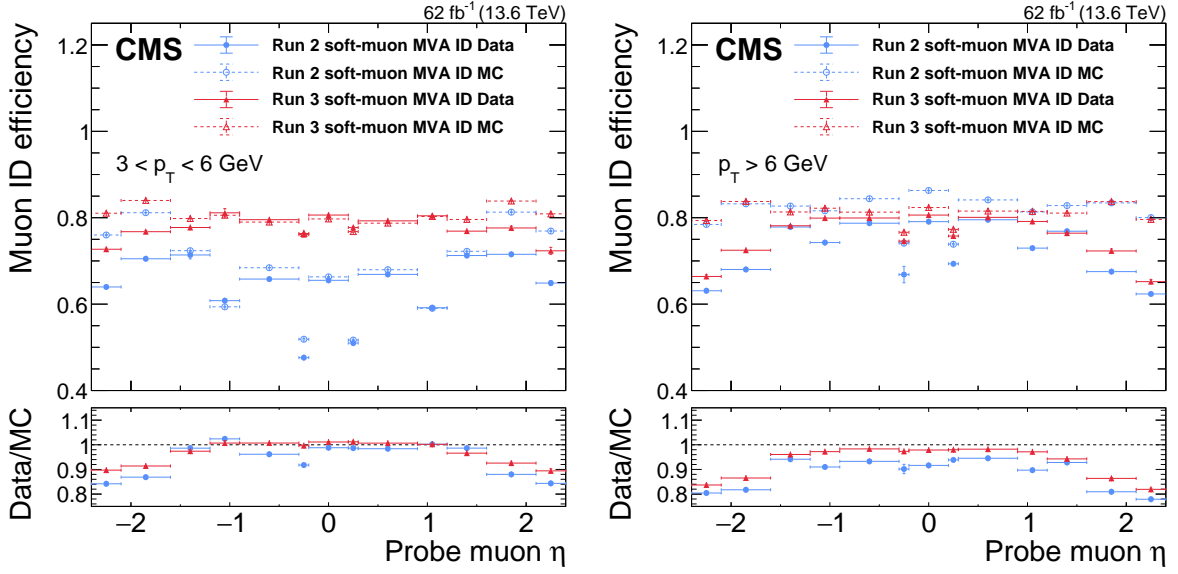 62 fb⁻¹ (13.6 TeV)
CMS
Run 2 soft-muon MVA ID Data
Run 2 soft-muon MVA ID MC
Run 3 soft-muon MVA ID Data
Run 3 soft-muon MVA ID MC
3 < p_T < 6 GeV
Muon ID efficiency
1.2
1
0.8
0.6
0.4
Data/MC
1.1
1
0.9
0.8
−2 −1 0 1 2
Probe muon η
62 fb⁻¹ (13.6 TeV)
CMS
Run 2 soft-muon MVA ID Data
Run 2 soft-muon MVA ID MC
Run 3 soft-muon MVA ID Data
Run 3 soft-muon MVA ID MC
p_T > 6 GeV
Muon ID efficiency
1.2
1
0.8
0.6
0.4
Data/MC
1.1
1
0.9
0.8
−2 −1 0 1 2
Probe muon η